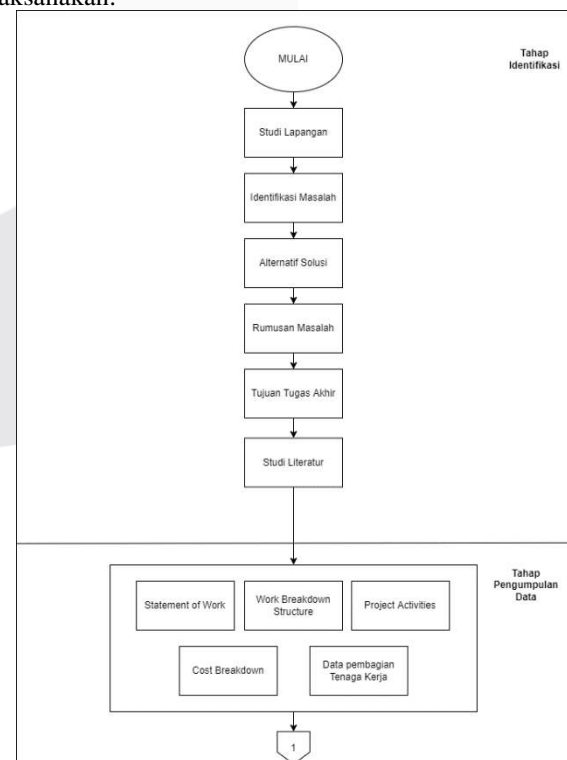 aksanakan.
MULAI
Tahap
Identifikasi
Studi Lapangan
Identifikasi Masalah
Alternatif Solusi
Rumusan Masalah
Tujuan Tugas Akhir
Studi Literatur
Tahap
Pengumpulan
Data
Statement of Work
Work Breakdown
Structure
Project Activities
Cost Breakdown
Data pembagian
Tenaga Kerja
1